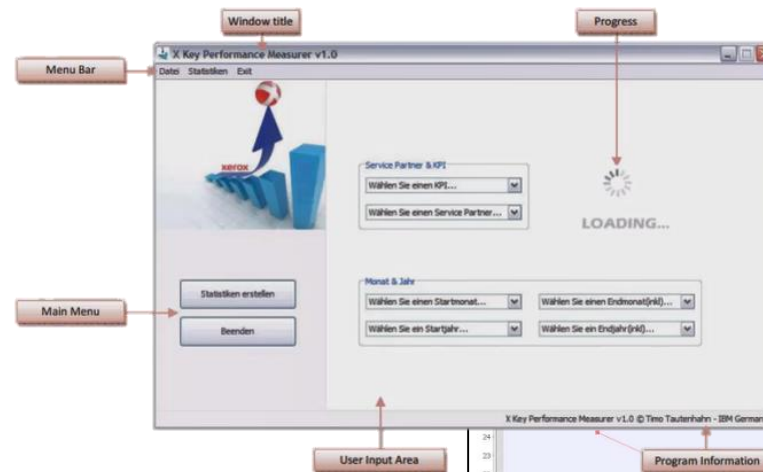 Window title
Progress
X Key Performance Measurer v1.0
Menu Bar
Datei Statistiken Exit
xerox
Service Partner & KPI
Wählen Sie einen KPI...
Wählen Sie einen Service Partner...
LOADING...
Monat & Jahr
Statistiken erstellen
Wählen Sie einen Startmonat...
Wählen Sie einen Endmonat(inkl)...
Main Menu
Beenden
Wählen Sie ein Startjahr...
Wählen Sie ein Endjahr(inkl)...
X Key Performance Measurer v1.0 © Timo Tautenhahn - IBM German
24
User Input Area
23
Program Information